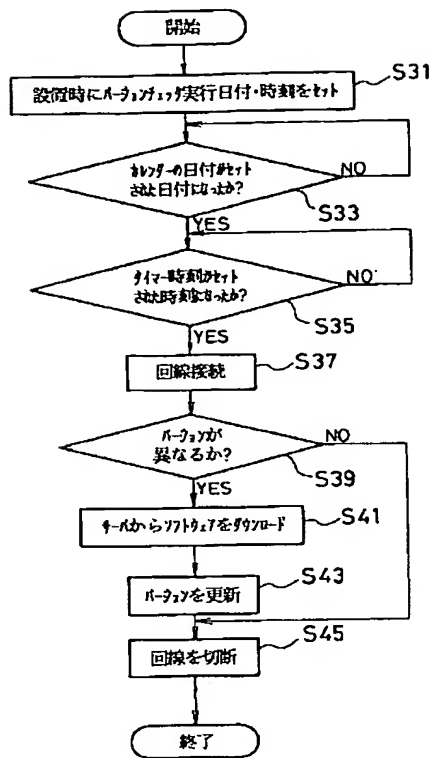 開始
S31
設置時にバージョンチェック実行日付・時刻をセット
カレンダーの日付がセット
された日付になったか?
NO
S33
YES
タイマー時刻がセット
された時刻になったか?
NO
S35
YES
S37
回線接続
バージョンが
異なるか?
NO
S39
YES
S41
サーバからソフトウェアをダウンロード
S43
バージョンを更新
S45
回線を切断
終了